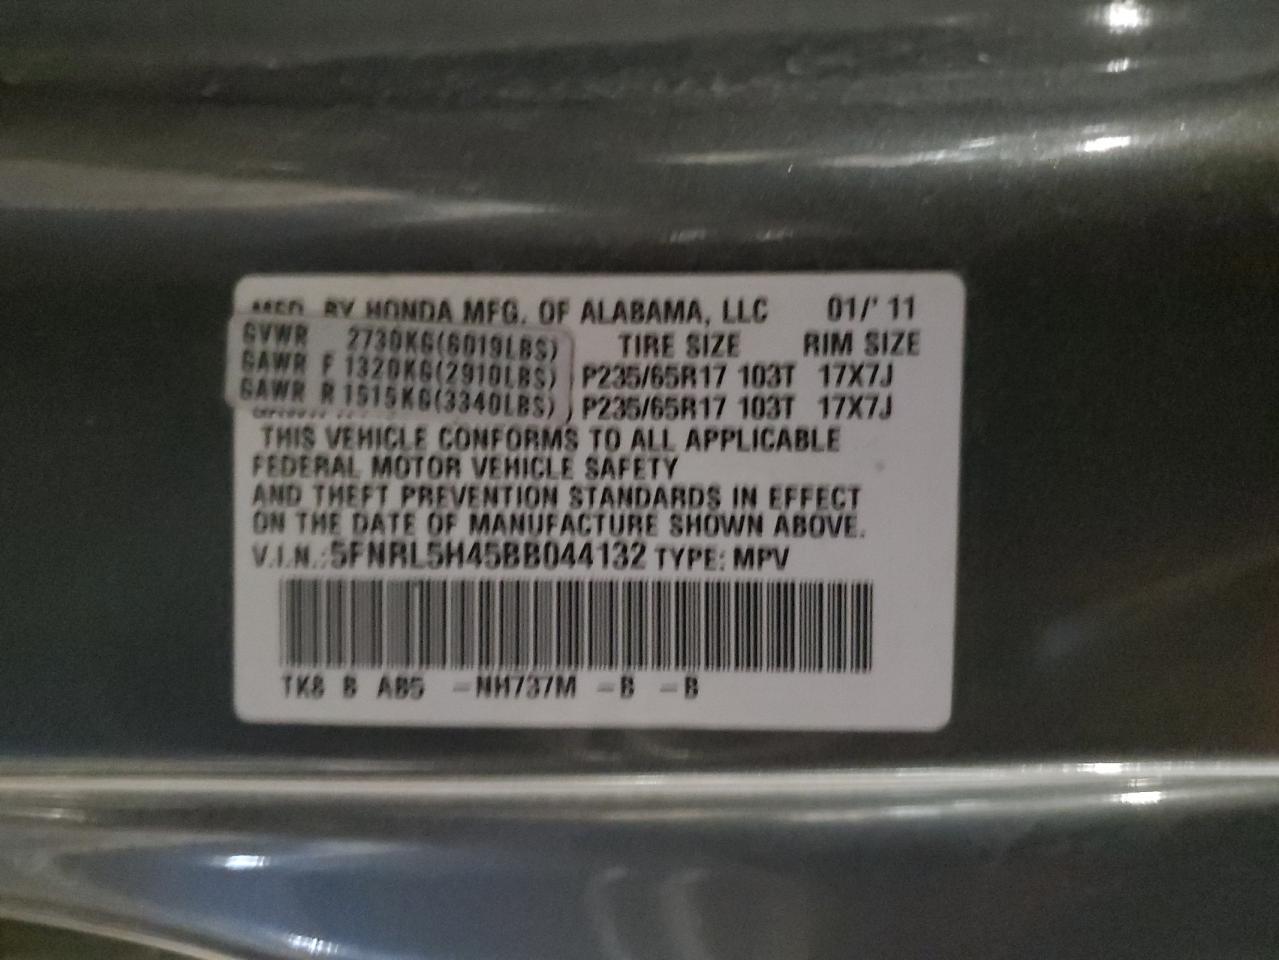 MFD. BY HONDA MFG. OF ALABAMA, LLC 01/' 11
GVWR 2730KG(6019LBS) TIRE SIZE RIM SIZE
GAWR F 1320KG(2910LBS) P235/65R17 103T 17X7J
GAWR R 1515KG(3340LBS) P235/65R17 103T 17X7J
THIS VEHICLE CONFORMS TO ALL APPLICABLE
FEDERAL MOTOR VEHICLE SAFETY
AND THEFT PREVENTION STANDARDS IN EFFECT
ON THE DATE OF MANUFACTURE SHOWN ABOVE.
V.I.N.:5FNRL5H45BB044132 TYPE: MPV
TK8 B AB5 -NH737M -B -B